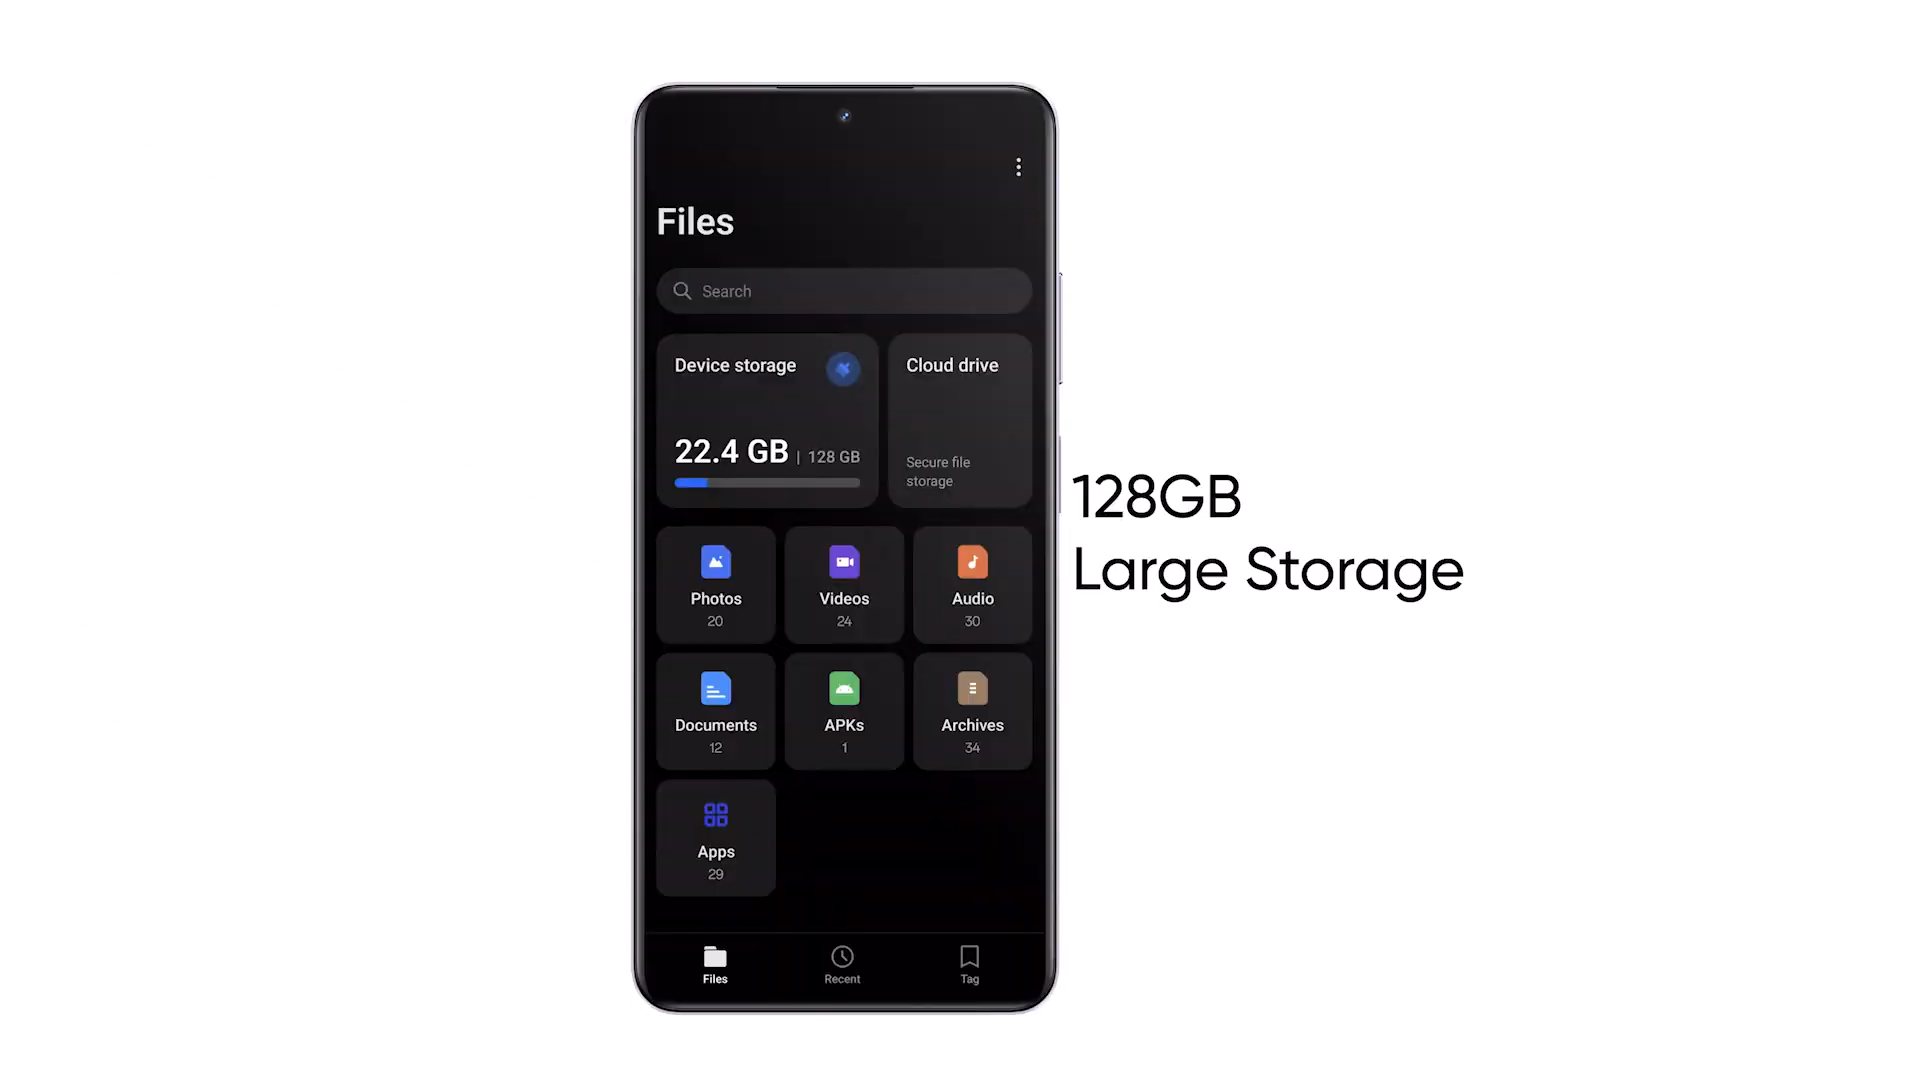 Files
Search
Device storage
22.4 GB | 128 GB
Cloud drive
Secure file
storage
Photos
20
Videos
24
Audio
30
Documents
12
APKs
1
Archives
34
Apps
29
Files
Recent
Tag
128GB
Large Storage